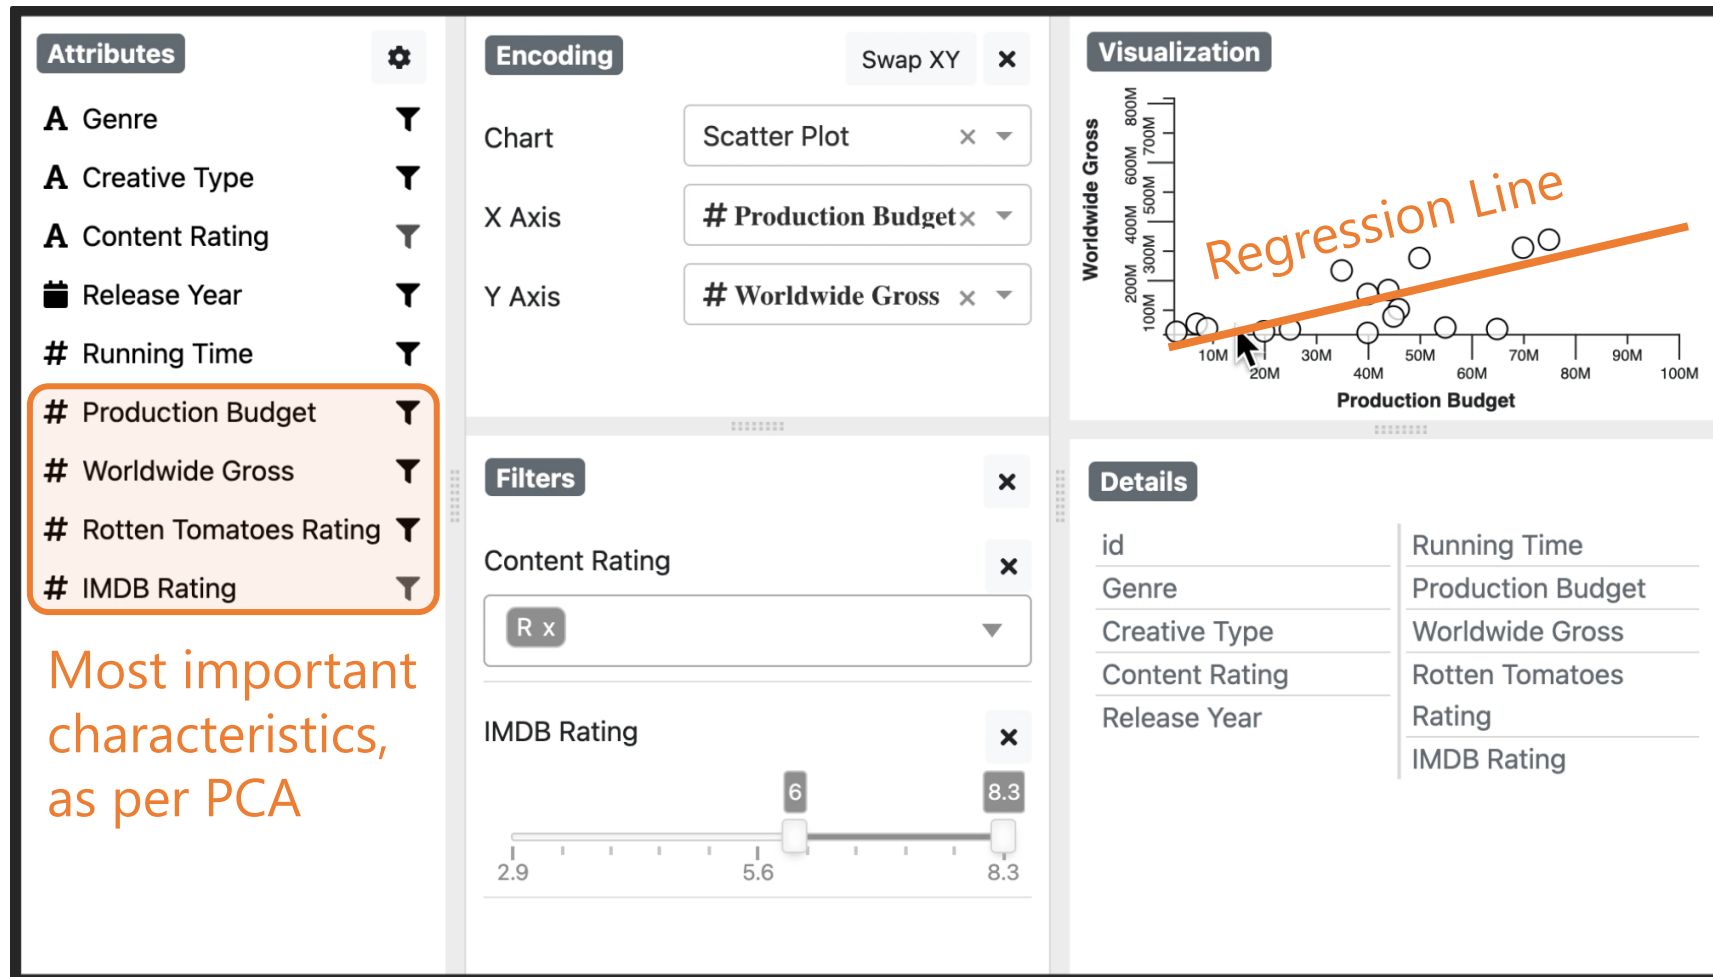 Attributes
A Genre
A Creative Type
A Content Rating
Release Year
# Running Time
# Production Budget
# Worldwide Gross
# Rotten Tomatoes Rating
# IMDB Rating
Most important
characteristics,
as per PCA
Encoding
Swap XY
Chart
Scatter Plot
X Axis
# Production Budget
Y Axis
# Worldwide Gross
Filters
Content Rating
R x
IMDB Rating
6
8.3
2.9
5.6
8.3
Visualization
Worldwide Gross
800M
700M
600M
500M
400M
300M
200M
100M
Regression Line
10M
20M
30M
40M
50M
60M
70M
80M
90M
100M
Production Budget
Details
id
Genre
Creative Type
Content Rating
Release Year
Running Time
Production Budget
Worldwide Gross
Rotten Tomatoes
Rating
IMDB Rating